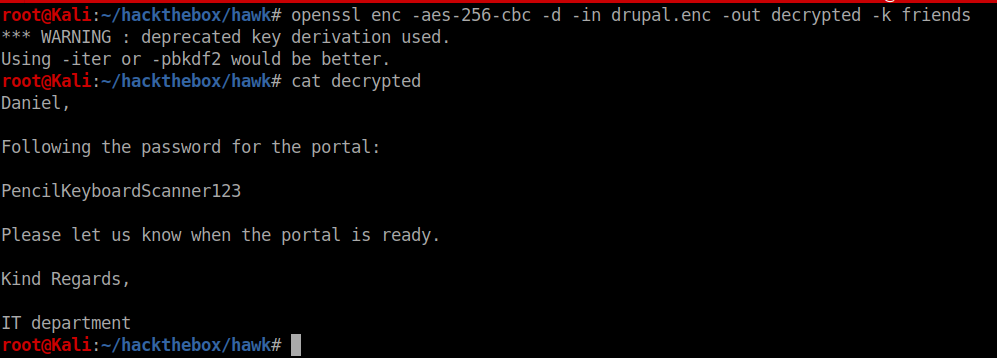 root@Kali:~/hackthebox/hawk# openssl enc -aes-256-cbc -d -in drupal.enc -out decrypted -k friends
*** WARNING : deprecated key derivation used.
Using -iter or -pbkdf2 would be better.
root@Kali:~/hackthebox/hawk# cat decrypted
Daniel,
Following the password for the portal:
PencilKeyboardScanner123
Please let us know when the portal is ready.
Kind Regards,
IT department
root@Kali:~/hackthebox/hawk#